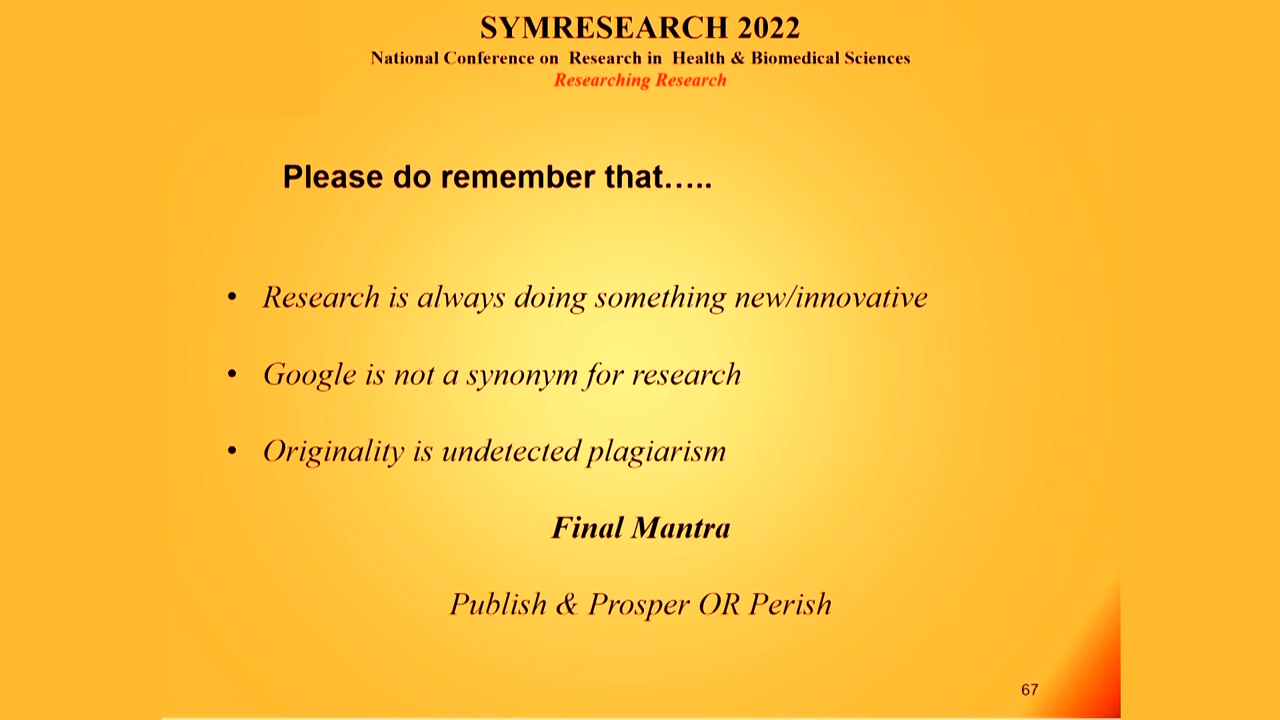 SYMRESEARCH 2022
National Conference on Research in Health & Biomedical Sciences
Researching Research
Please do remember that…..
• Research is always doing something new/innovative
• Google is not a synonym for research
• Originality is undetected plagiarism
Final Mantra
Publish & Prosper OR Perish
67